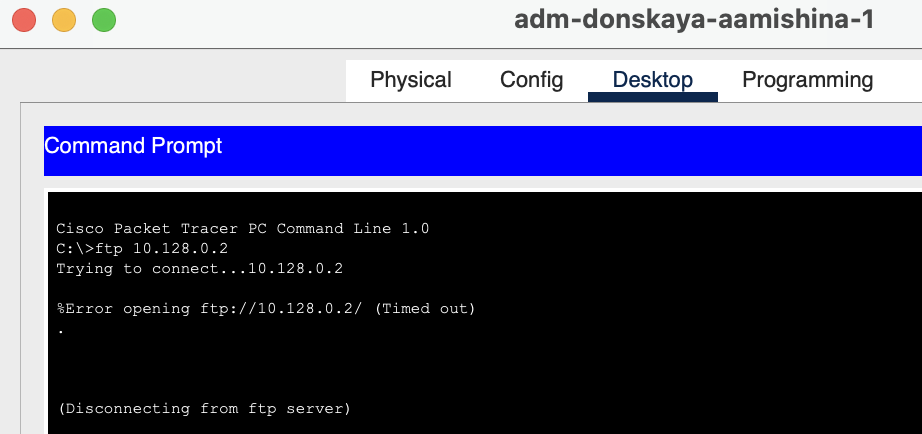 adm-donskaya-aamishina-1
Physical Config Desktop Programming
Command Prompt
Cisco Packet Tracer PC Command Line 1.0
C:\>ftp 10.128.0.2
Trying to connect...10.128.0.2
%Error opening ftp://10.128.0.2/ (Timed out)
.
(Disconnecting from ftp server)